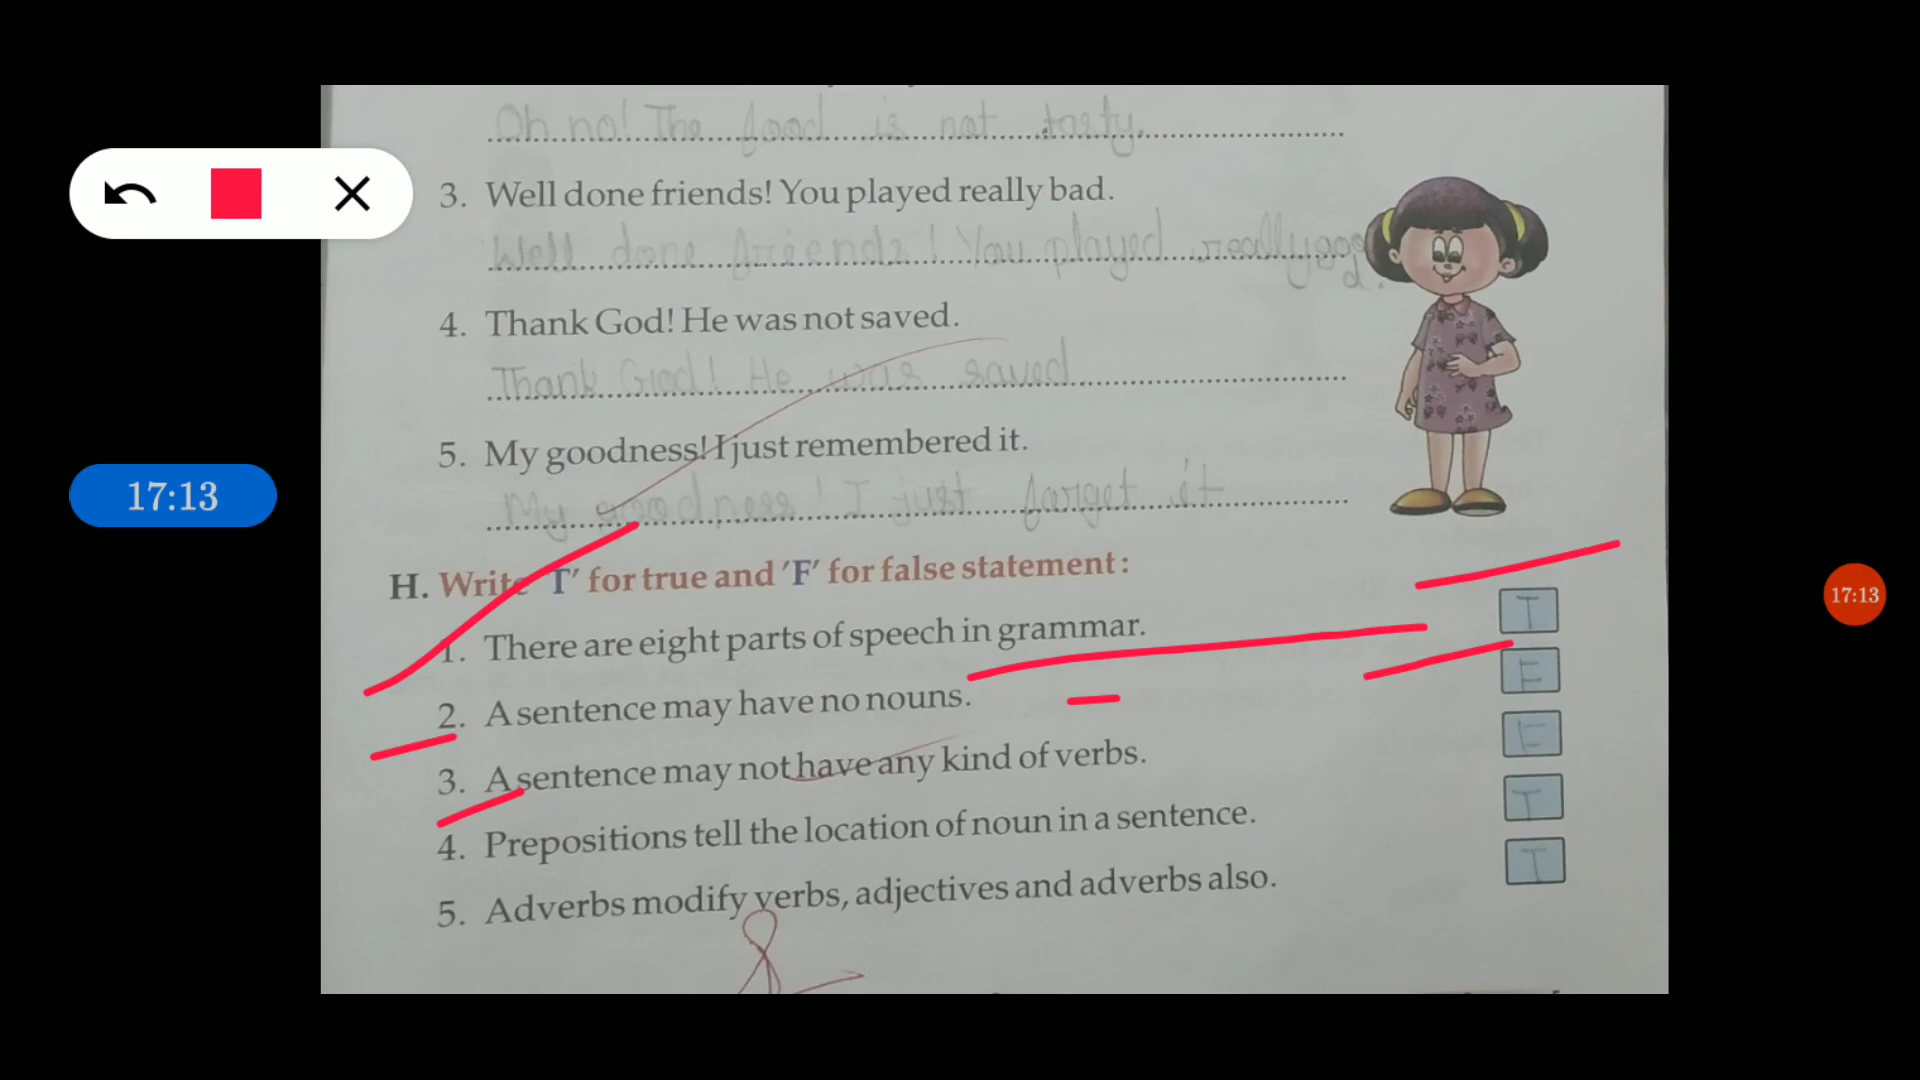 Oh no! The food is not tasty.
3. Well done friends! You played really bad.
Well done friends! You played really good.
4. Thank God! He was not saved.
Thank God! He was saved
17:13
5. My goodness! I just remembered it.
My goodness! I just forget it
H. Write 'T' for true and 'F' for false statement:
17:13
1. There are eight parts of speech in grammar. T
2. A sentence may have no nouns. F
3. A sentence may not have any kind of verbs. F
4. Prepositions tell the location of noun in a sentence. T
5. Adverbs modify verbs, adjectives and adverbs also. T